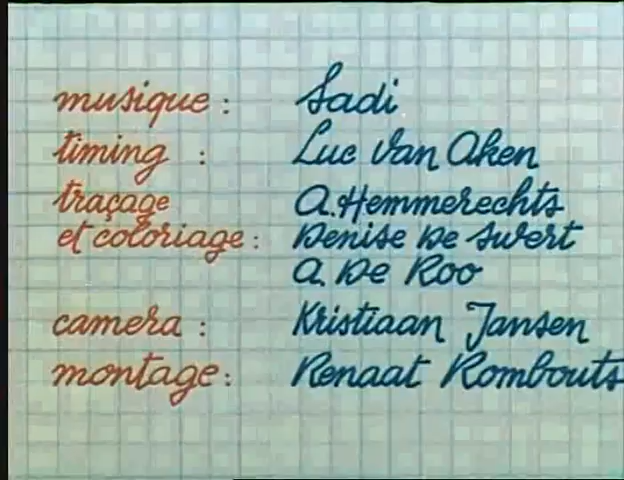 musique : Sadi
timing : Luc Van Aken
traçage A. Hemmerechts
et coloriage : Denise De Swert
A. De Roo
camera : Kristiaan Jansen
montage : Renaat Rombouts